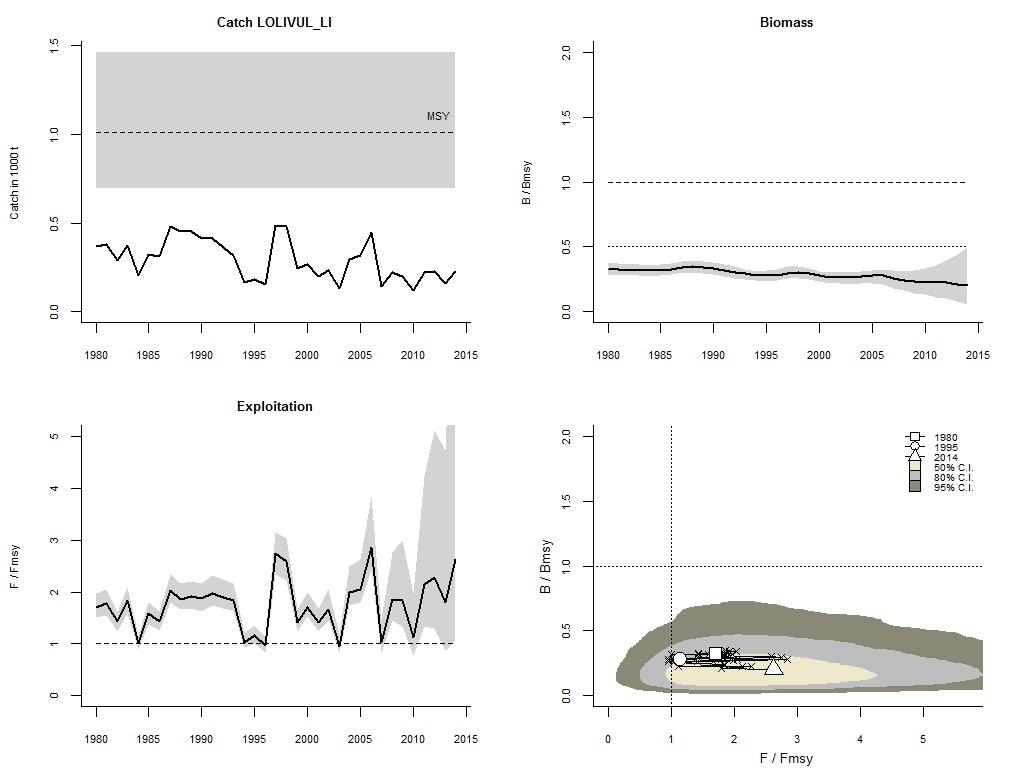 Catch LOLIVUL_LI
Catch in 1000 t
1.5
1.0
0.5
0.0
MSY
1980 1985 1990 1995 2000 2005 2010 2015
Biomass
B / Bmsy
2.0
1.5
1.0
0.5
0.0
1980 1985 1990 1995 2000 2005 2010 2015
Exploitation
F / Fmsy
5
4
3
2
1
0
1980 1985 1990 1995 2000 2005 2010 2015
B / Bmsy
2.0
1.5
1.0
0.5
0.0
1980
1995
2014
50% C.I.
80% C.I.
95% C.I.
0 1 2 3 4 5
F / Fmsy